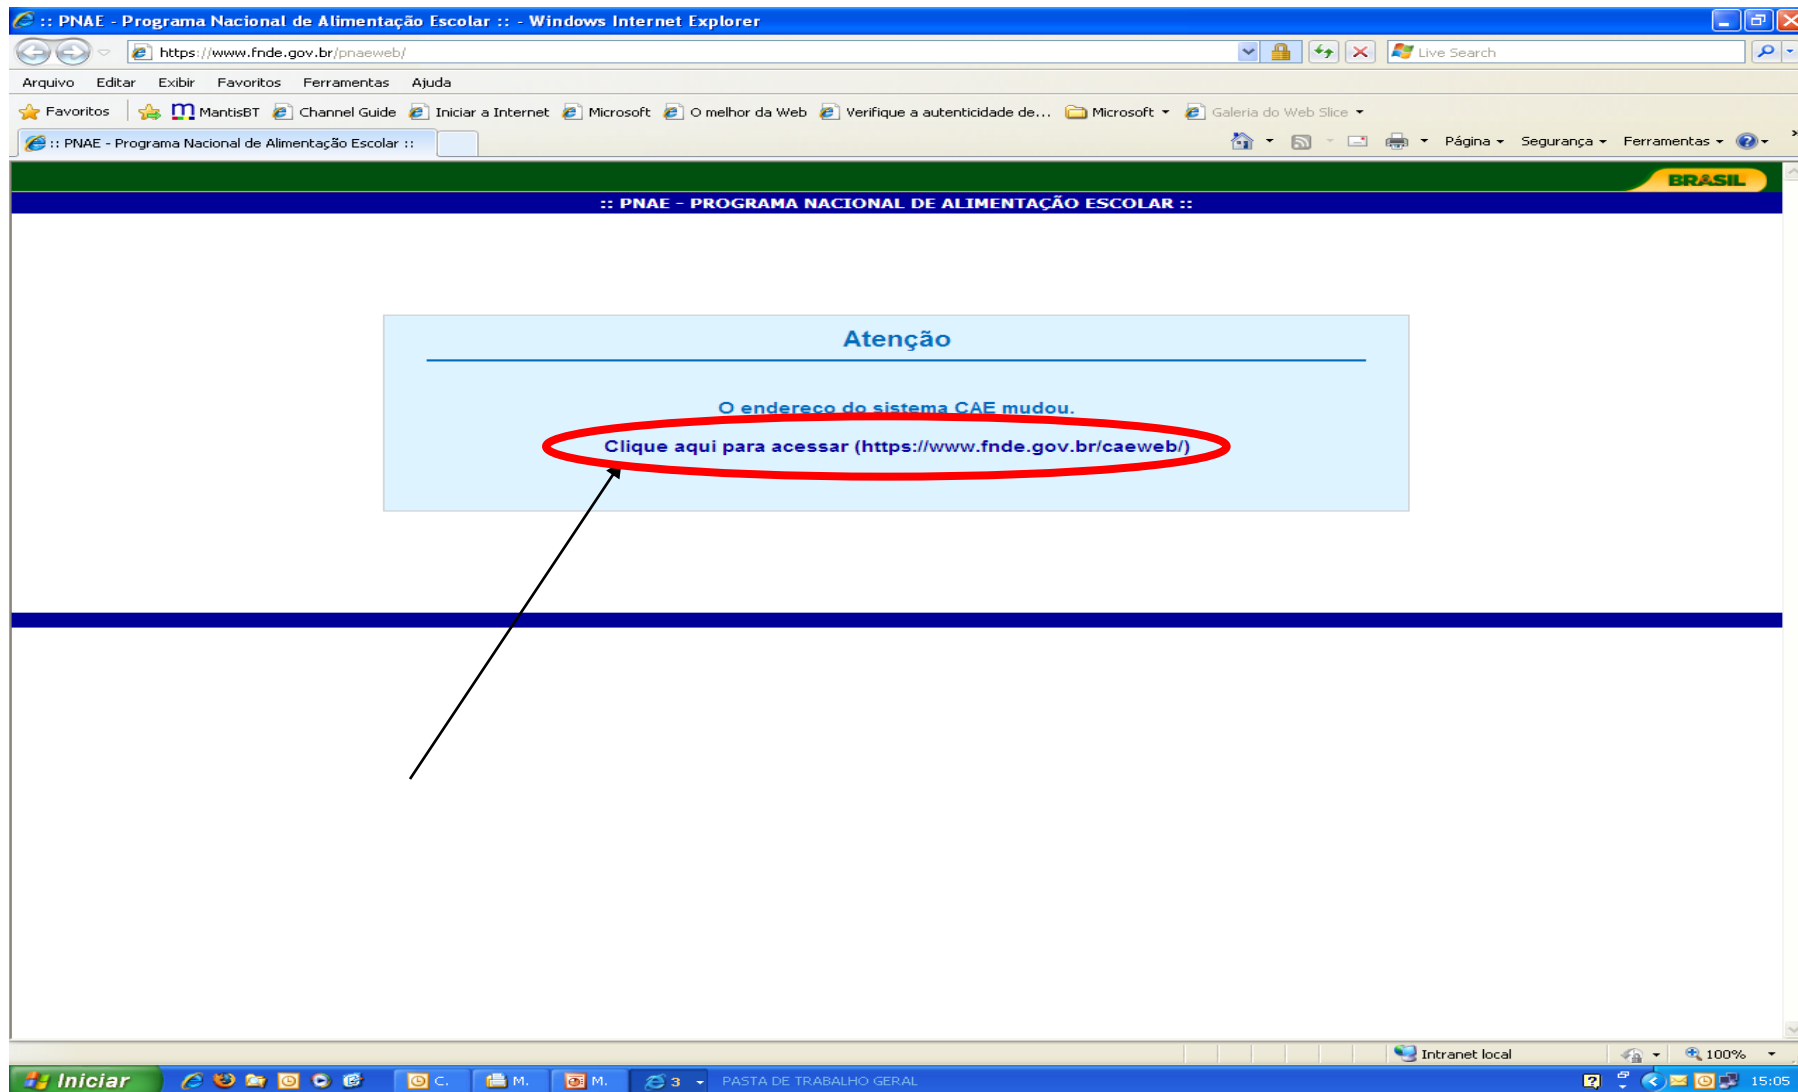 :: PNAE - Programa Nacional de Alimentação Escolar :: - Windows Internet Explorer
https://www.fnde.gov.br/pnaeweb/
Live Search
Arquivo Editar Exibir Favoritos Ferramentas Ajuda
Favoritos MantisBT Channel Guide Iniciar a Internet Microsoft O melhor da Web Verifique a autenticidade de... Microsoft Galeria do Web Slice
:: PNAE - Programa Nacional de Alimentação Escolar :: Página Segurança Ferramentas
BRASIL
:: PNAE - PROGRAMA NACIONAL DE ALIMENTAÇÃO ESCOLAR ::
Atenção
O endereço do sistema CAE mudou.
Clique aqui para acessar (https://www.fnde.gov.br/caeweb/)
Intranet local 100%
Iniciar C. M. M. 3 PASTA DE TRABALHO GERAL 15:05